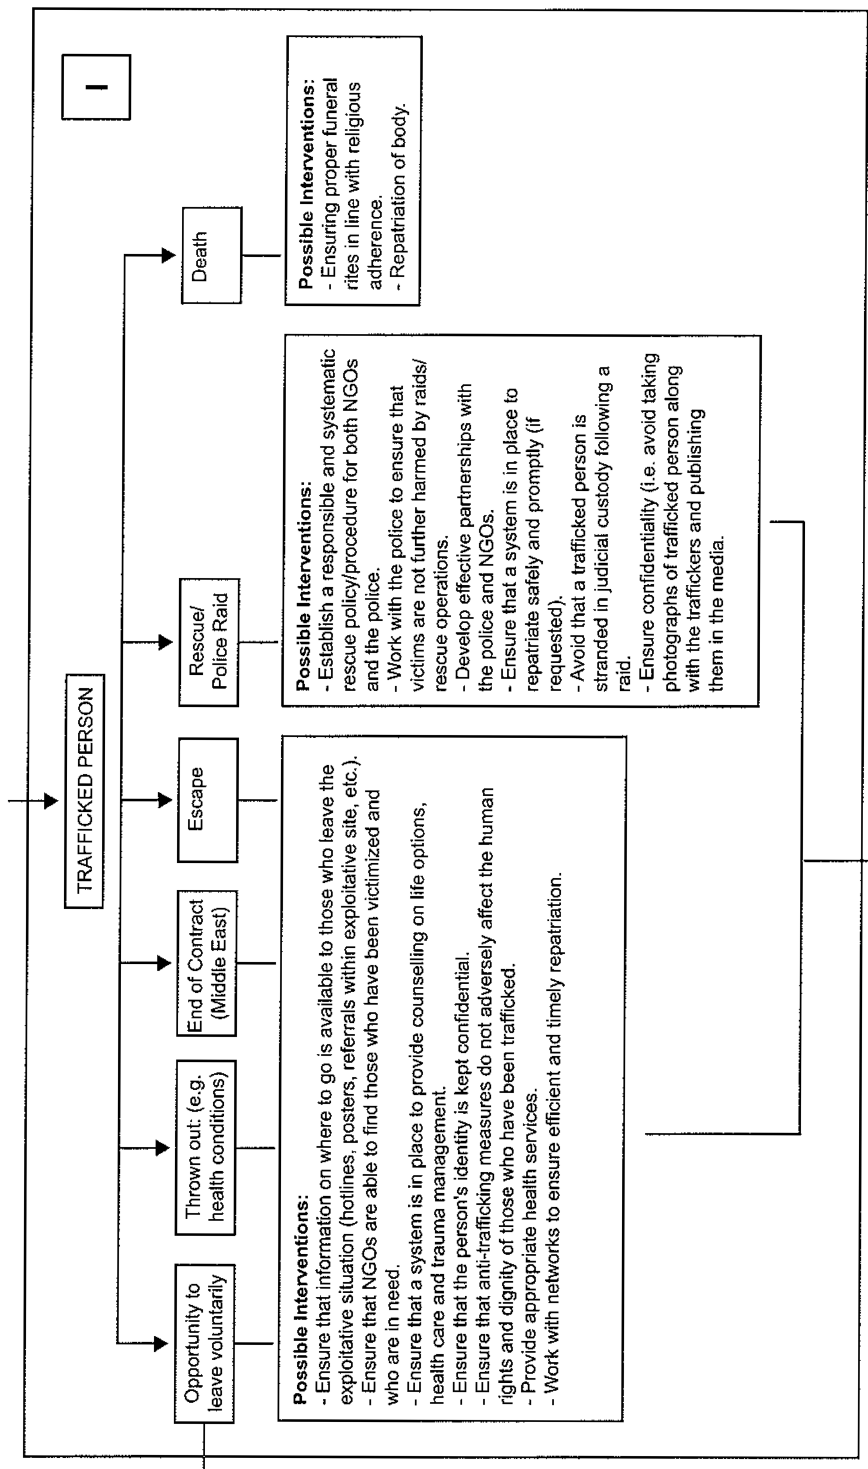 I
TRAFFICKED PERSON
Opportunity to
leave voluntarily
Thrown out: (e.g.
health conditions)
End of Contract
(Middle East)
Escape
Rescue/
Police Raid
Death
Possible Interventions:
- Ensure that information on where to go is available to those who leave the
exploitative situation (hotlines, posters, referrals within exploitative site, etc.).
- Ensure that NGOs are able to find those who have been victimized and
who are in need.
- Ensure that a system is in place to provide counselling on life options,
health care and trauma management.
- Ensure that the person's identity is kept confidential.
- Ensure that anti-trafficking measures do not adversely affect the human
rights and dignity of those who have been trafficked.
- Provide appropriate health services.
- Work with networks to ensure efficient and timely repatriation.
Possible Interventions:
- Establish a responsible and systematic
rescue policy/procedure for both NGOs
and the police.
- Work with the police to ensure that
victims are not further harmed by raids/
rescue operations.
- Develop effective partnerships with
the police and NGOs.
- Ensure that a system is in place to
repatriate safely and promptly (if
requested).
- Avoid that a trafficked person is
stranded in judicial custody following a
raid.
- Ensure confidentiality (i.e. avoid taking
photographs of trafficked person along
with the traffickers and publishing
them in the media.
Possible Interventions:
- Ensuring proper funeral
rites in line with religious
adherence.
- Repatriation of body.